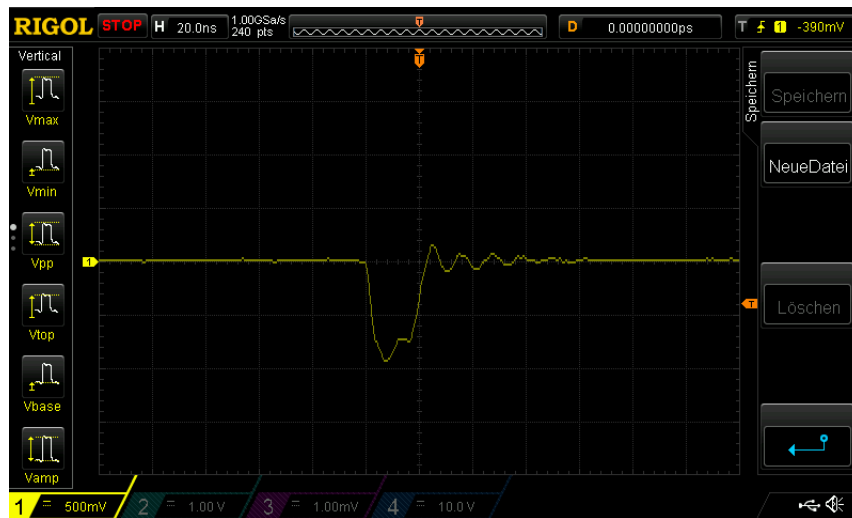 RIGOL STOP H 20.0ns 1.00GSa/s 240 pts T D 0.00000000ps T 1 -390mV
Vertical
Vmax
Vmin
Vpp
Vtop
Vbase
Vamp
T
1
T
Speichern
Speichern
NeueDatei
Löschen
1 = 500mV 2 = 1.00 V 3 = 1.00mV 4 = 10.0 V